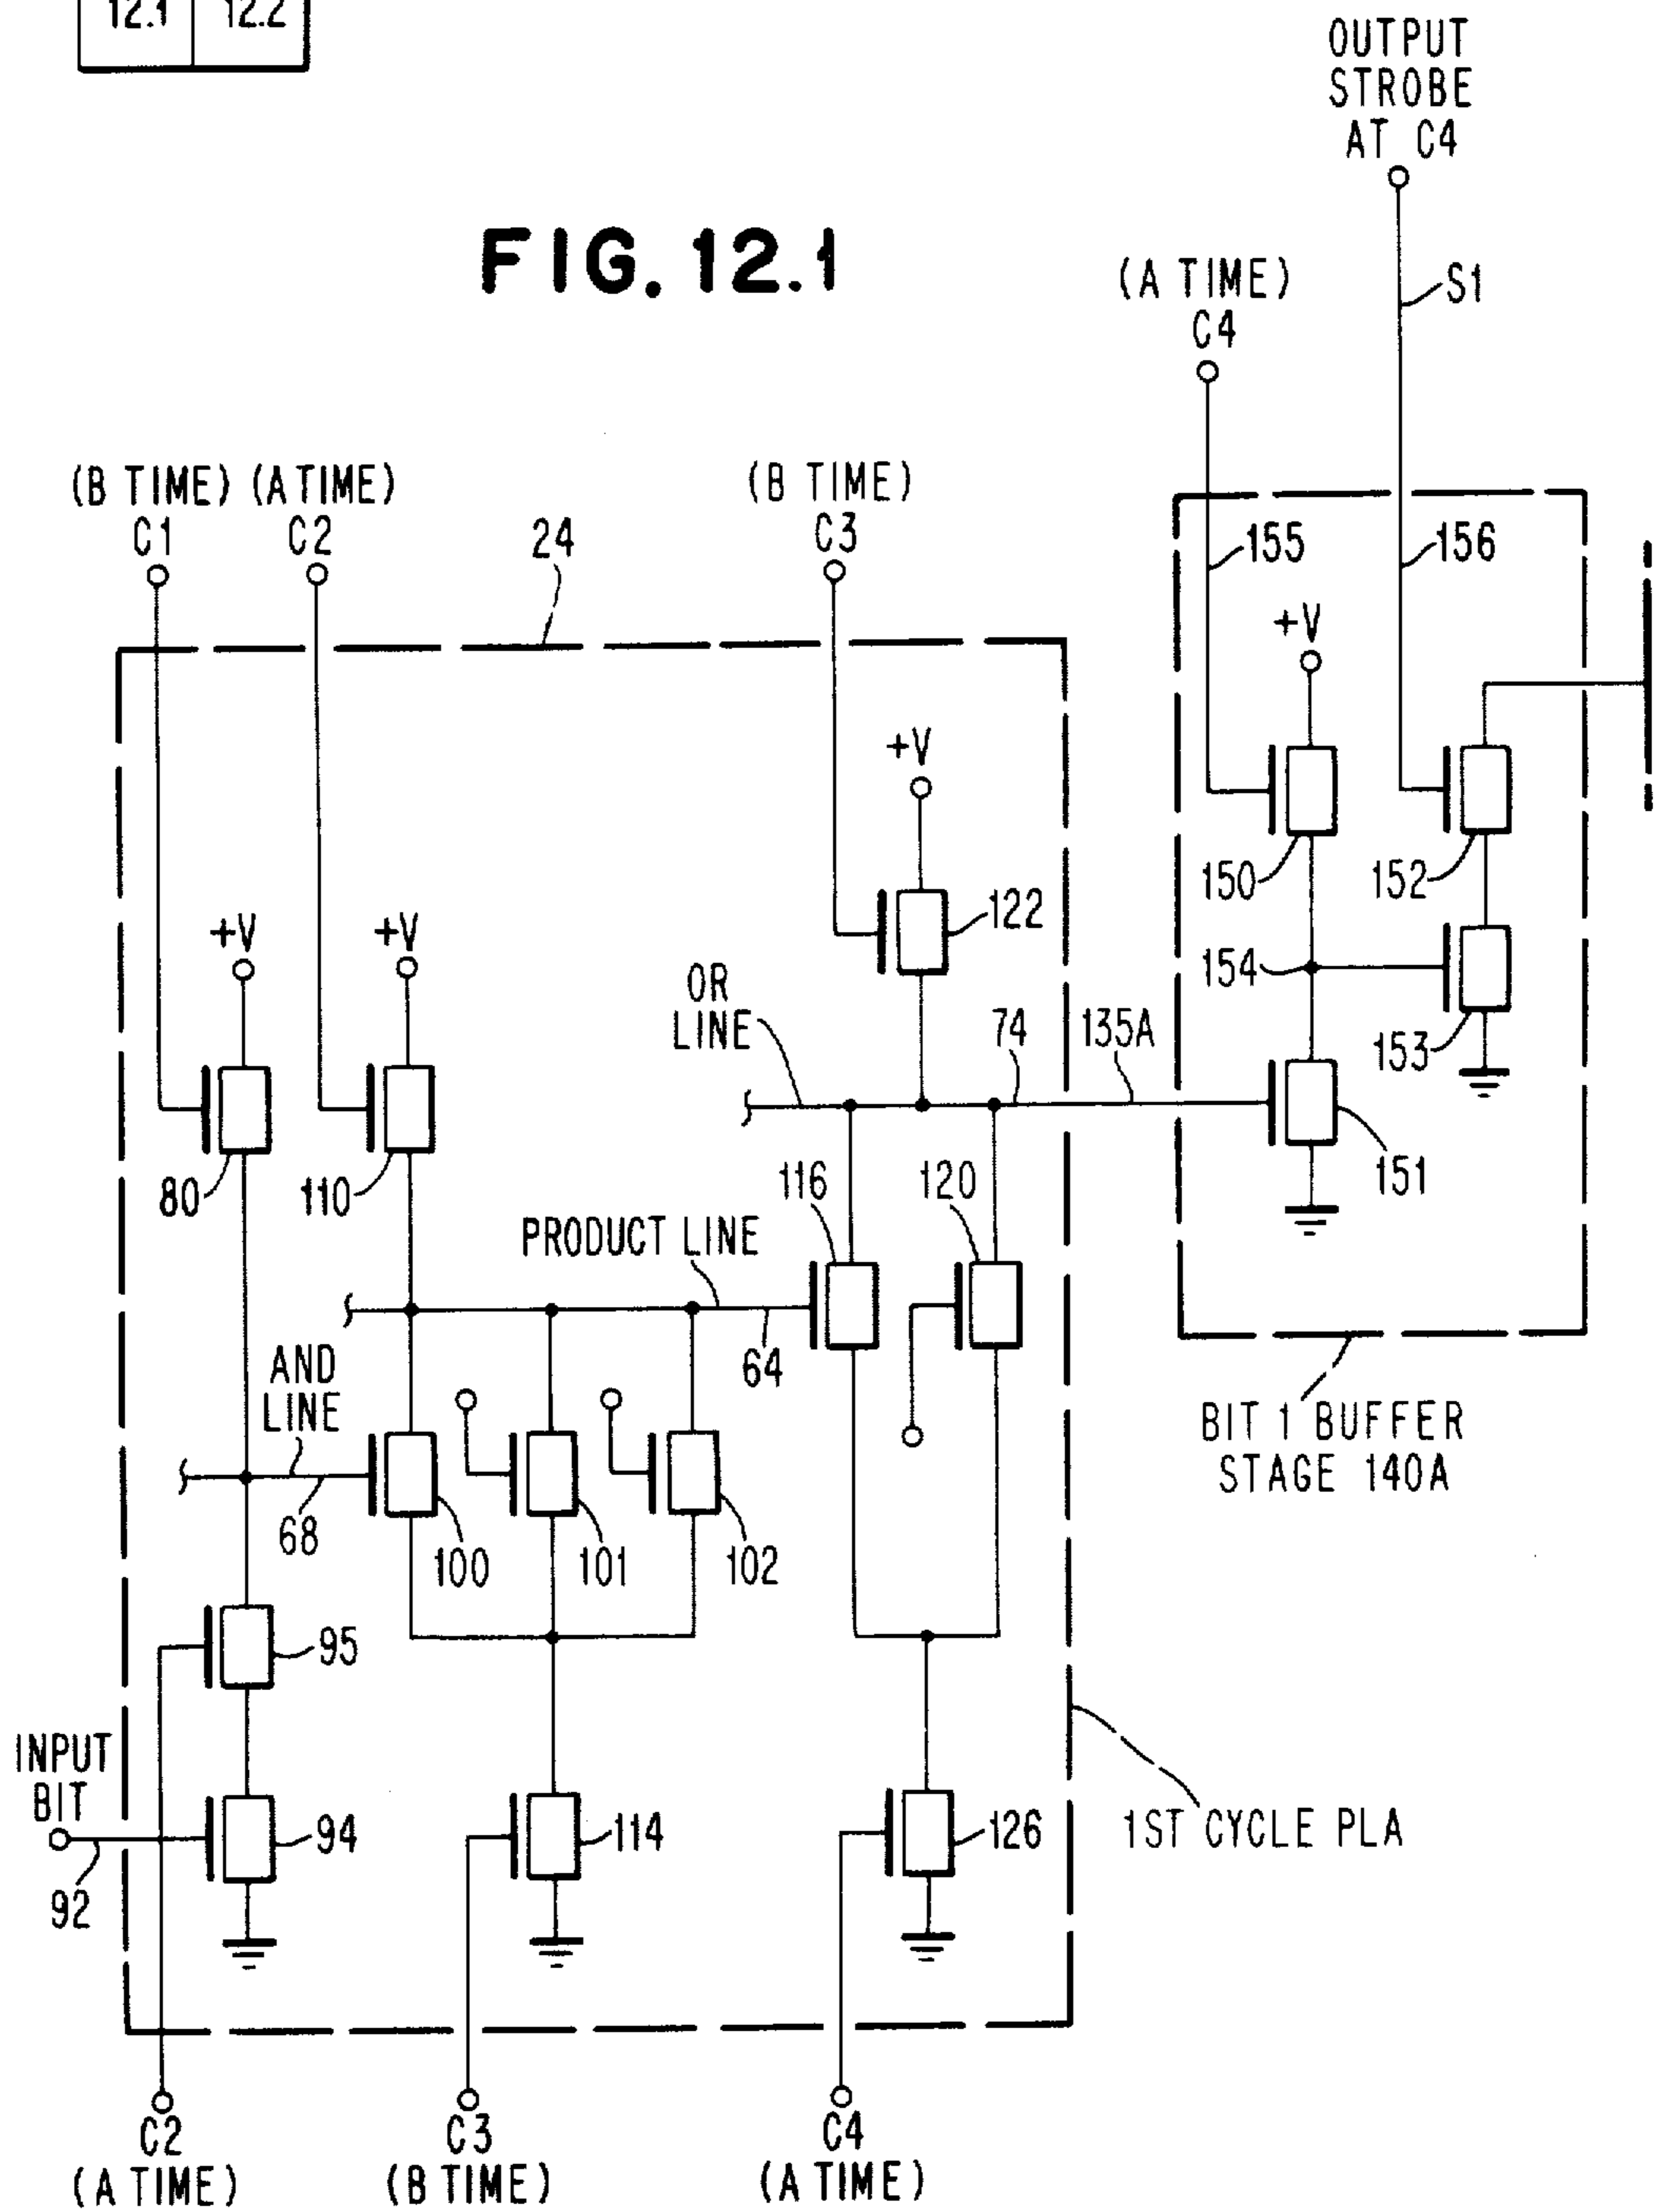 12.1 12.2
OUTPUT
STROBE
AT C4
FIG. 12.1
(A TIME)
C4
S1
(B TIME) (A TIME)
C1 C2
24
(B TIME)
C3
155
156
+V
+V
150
152
122
+V
+V
OR
LINE
154
74
135A
153
80
110
116
120
151
PRODUCT LINE
64
AND
LINE
68
100
101
102
BIT 1 BUFFER
STAGE 140A
95
INPUT
BIT
92
94
114
126
1ST CYCLE PLA
C2
(A TIME)
C3
(B TIME)
C4
(A TIME)